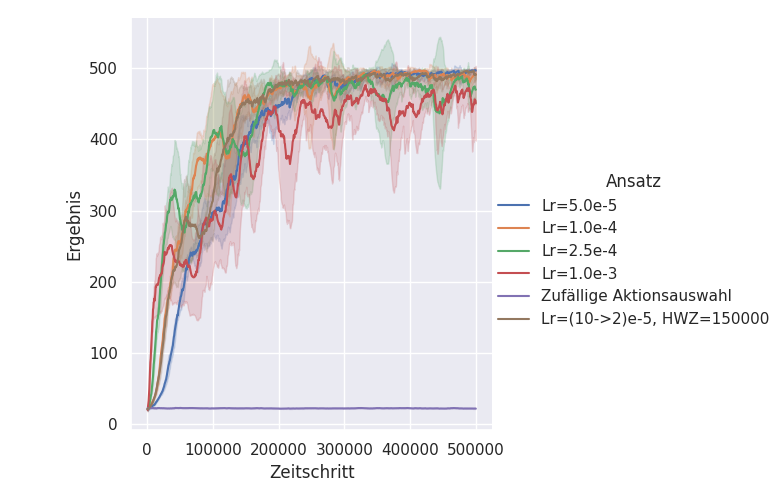 500
400
300
200
100
0
Ergebnis
0
100000
200000
300000
400000
500000
Zeitschritt
Ansatz
Lr=5.0e-5
Lr=1.0e-4
Lr=2.5e-4
Lr=1.0e-3
Zufällige Aktionsauswahl
Lr=(10->2)e-5, HWZ=150000